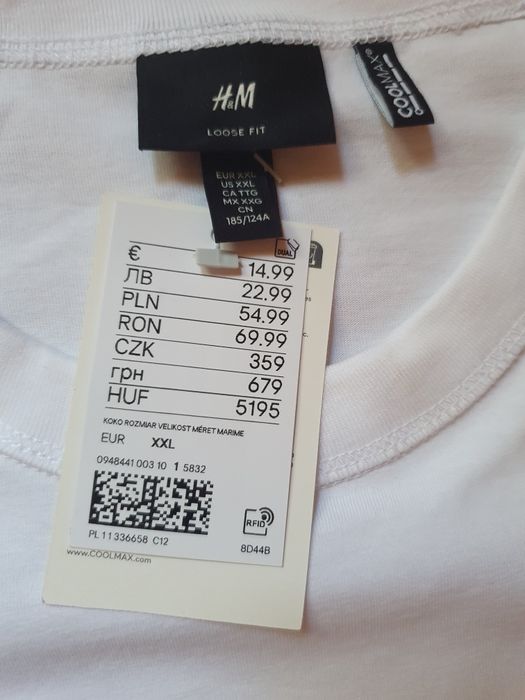 H&M
LOOSE FIT
COOLMAX®
EUR XXL
US XXL
CA TTG
MX XXG
CN
185/124A
DUAL
€ 14.99
ЛВ 22.99
PLN 54.99
RON 69.99
CZK 359
грн 679
HUF 5195
KOKO ROZMIAR VELIKOST MÉRET MARIME
EUR XXL
0948441 003 10 1 5832
RFID
PL 11336658 C12
8D44B
www.COOLMAX.com